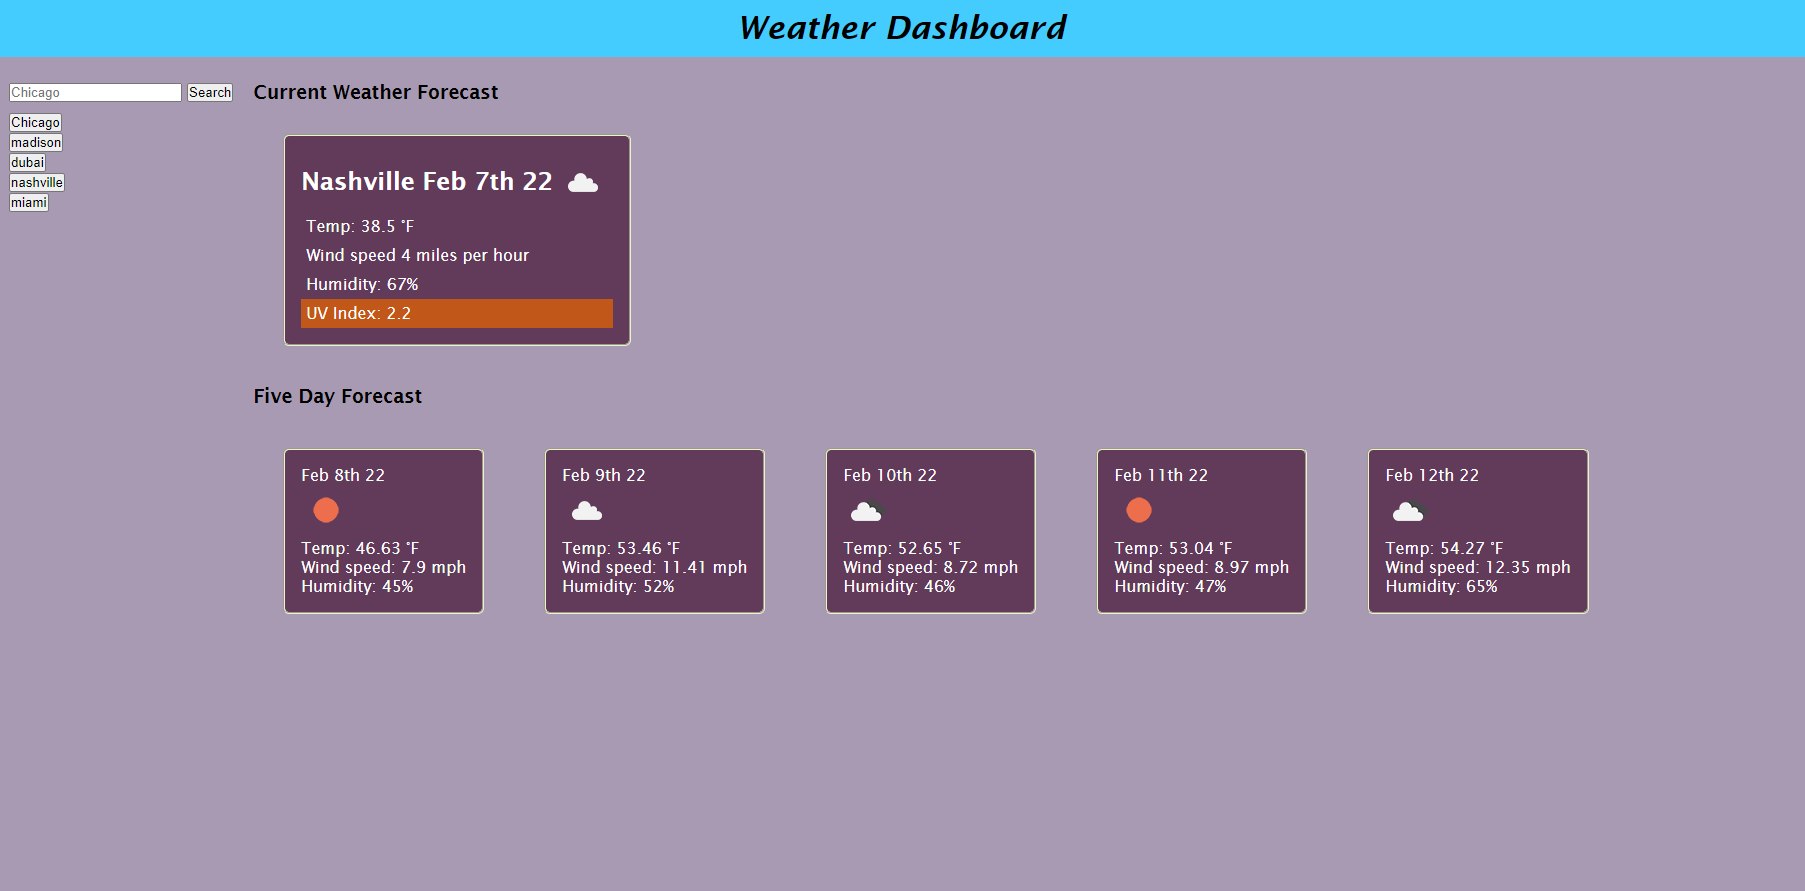 Weather Dashboard
Chicago Search
Chicago
madison
dubai
nashville
miami
Current Weather Forecast
Nashville Feb 7th 22
Temp: 38.5 °F
Wind speed 4 miles per hour
Humidity: 67%
UV Index: 2.2
Five Day Forecast
Feb 8th 22
Temp: 46.63 °F
Wind speed: 7.9 mph
Humidity: 45%
Feb 9th 22
Temp: 53.46 °F
Wind speed: 11.41 mph
Humidity: 52%
Feb 10th 22
Temp: 52.65 °F
Wind speed: 8.72 mph
Humidity: 46%
Feb 11th 22
Temp: 53.04 °F
Wind speed: 8.97 mph
Humidity: 47%
Feb 12th 22
Temp: 54.27 °F
Wind speed: 12.35 mph
Humidity: 65%